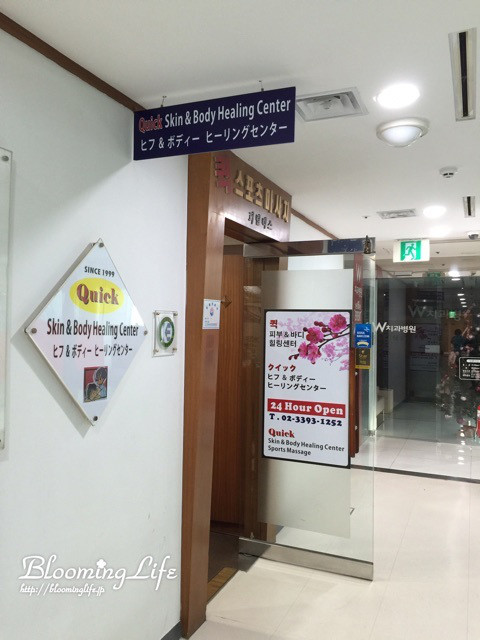 Quick Skin & Body Healing Center
ヒフ & ボディー ヒーリングセンター
퀵 스포츠마사지
SINCE 1999
Quick
Skin & Body Healing Center
ヒフ & ボディー ヒーリングセンター
퀵
피부&바디
힐링센터
クイック
ヒフ & ボディー
ヒーリングセンター
24 Hour Open
T . 02-3393-1252
Quick
Skin & Body Healing Center
Sports Massage
W치과병원
BloomingLife
http://bloominglife.jp